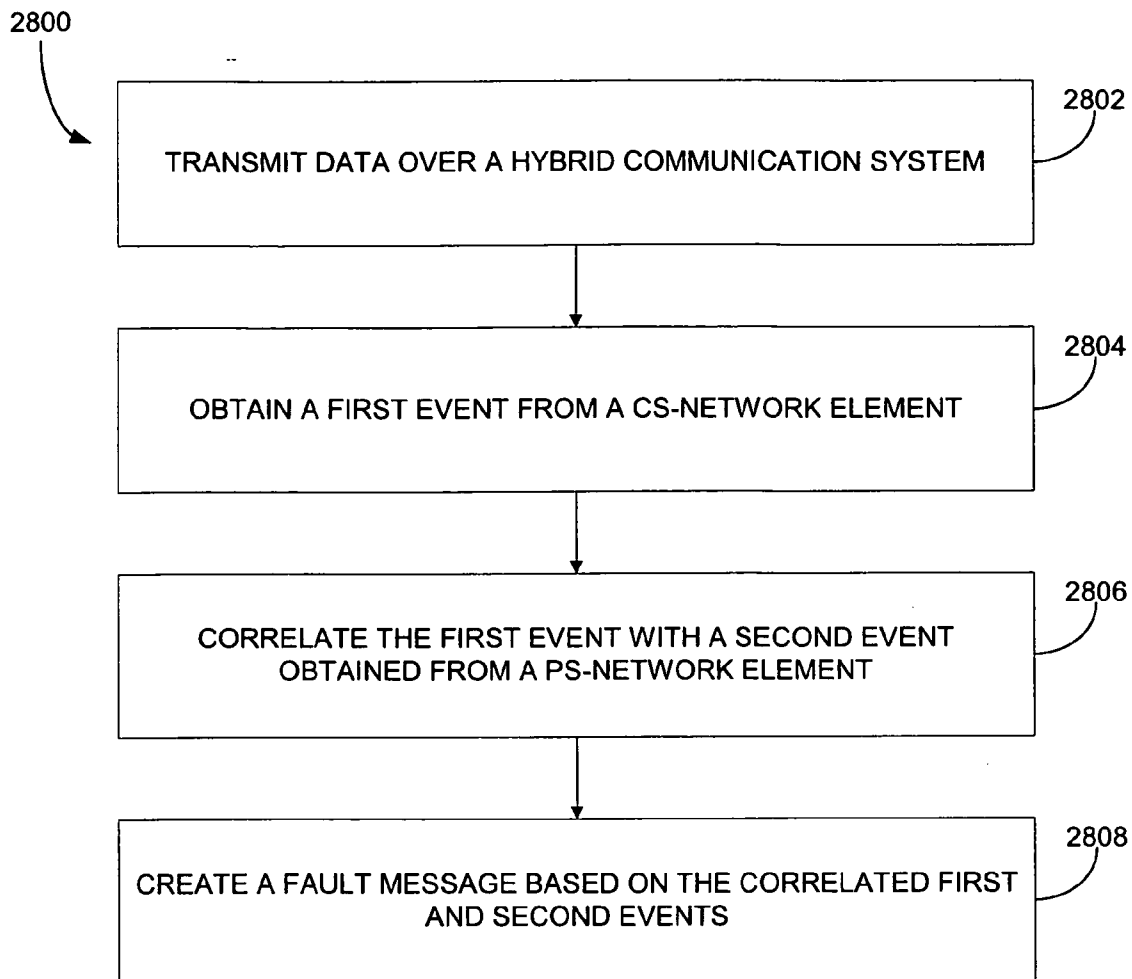 2800
2802
TRANSMIT DATA OVER A HYBRID COMMUNICATION SYSTEM
2804
OBTAIN A FIRST EVENT FROM A CS-NETWORK ELEMENT
2806
CORRELATE THE FIRST EVENT WITH A SECOND EVENT
OBTAINED FROM A PS-NETWORK ELEMENT
2808
CREATE A FAULT MESSAGE BASED ON THE CORRELATED FIRST
AND SECOND EVENTS